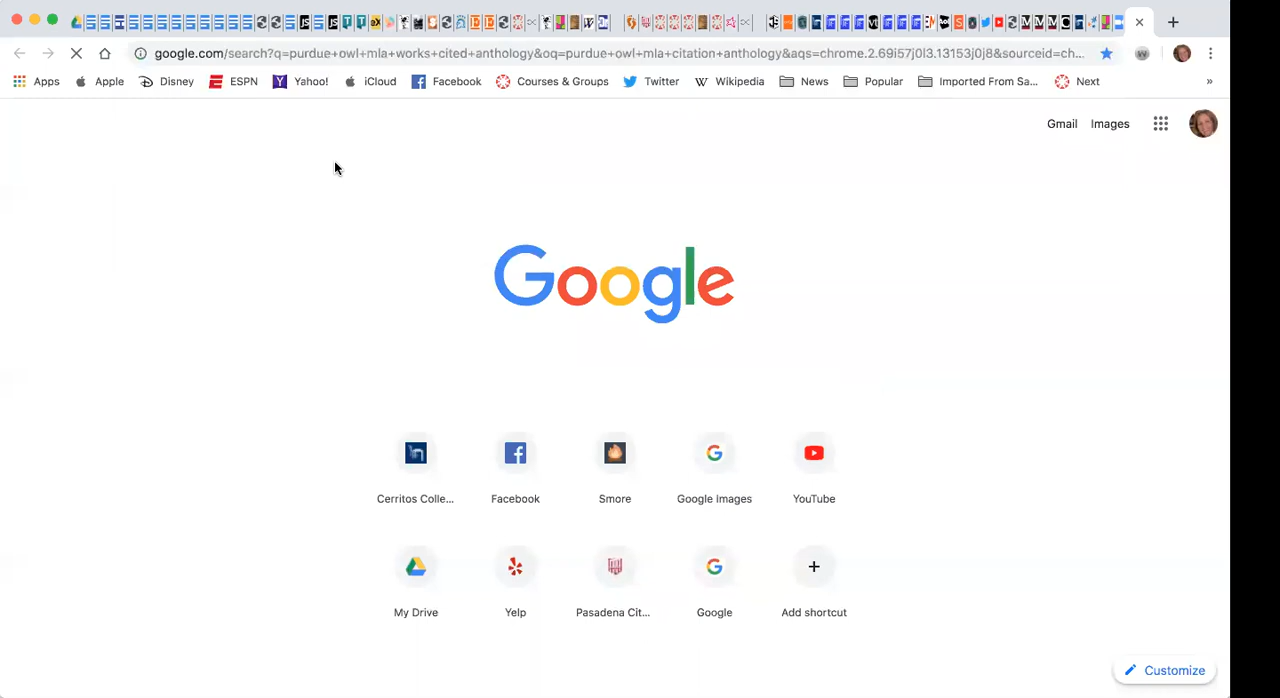 google.com/search?q=purdue+owl+mla+works+cited+anthology&oq=purdue+owl+mla+citation+anthology&aqs=chrome.2.69i57j0l3.13153j0j8&sourceid=ch...
Apps Apple Disney ESPN Yahoo! iCloud Facebook Courses & Groups Twitter Wikipedia News Popular Imported From Sa... Next »
Gmail Images
Google
Cerritos Colle... Facebook Smore Google Images YouTube
My Drive Yelp Pasadena Cit... Google Add shortcut
Customize